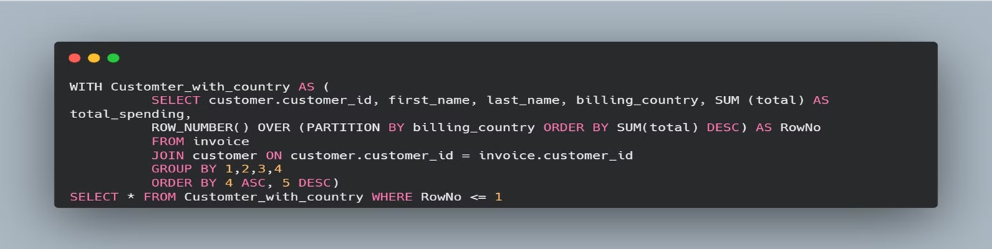 WITH Customter_with_country AS (
SELECT customer.customer_id, first_name, last_name, billing_country, SUM (total) AS
total_spending,
ROW_NUMBER() OVER (PARTITION BY billing_country ORDER BY SUM(total) DESC) AS RowNo
FROM invoice
JOIN customer ON customer.customer_id = invoice.customer_id
GROUP BY 1,2,3,4
ORDER BY 4 ASC, 5 DESC)
SELECT * FROM Customter_with_country WHERE RowNo <= 1